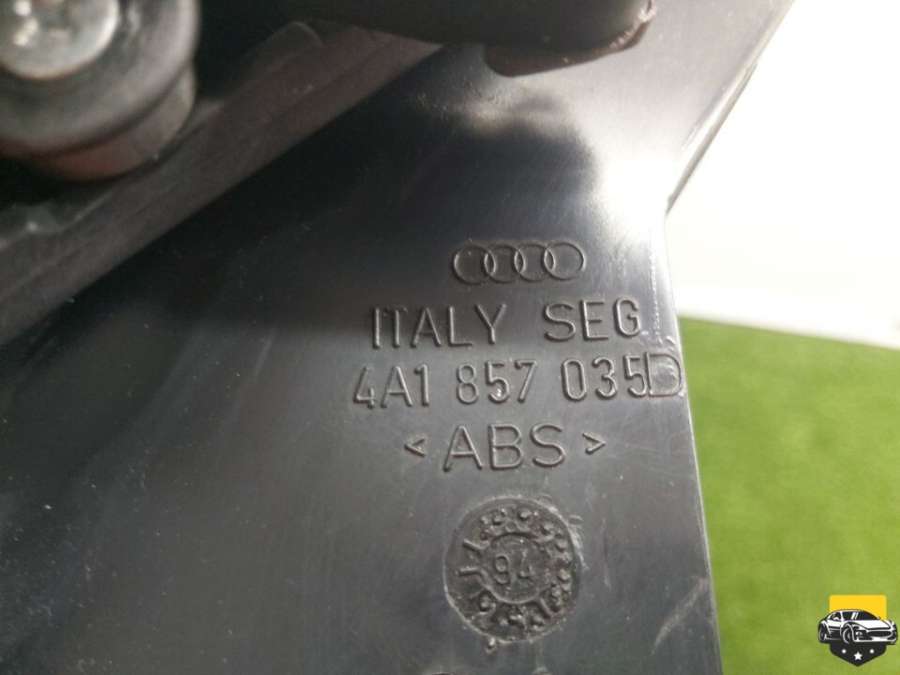 ITALY SEG
4A1 857 035D
<ABS>
94